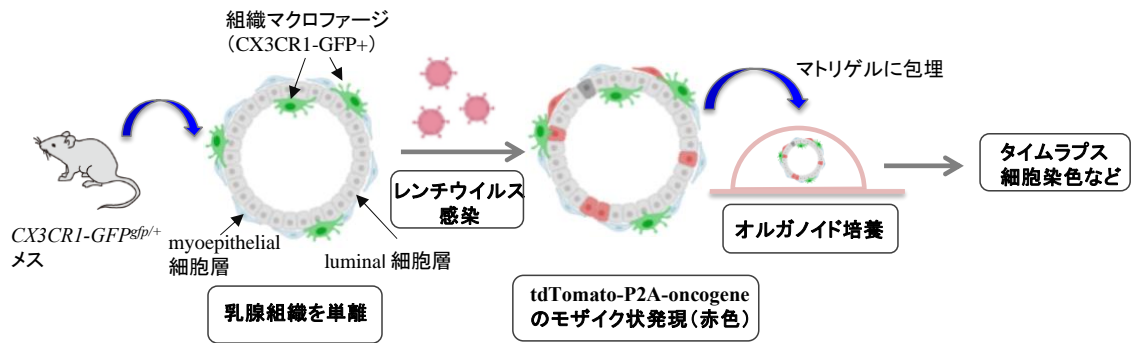 組織マクロファージ
(CX3CR1-GFP+)
CX3CR1-GFPgfp/+
メス
myoepithelial
細胞層
luminal 細胞層
乳腺組織を単離
レンチウイルス
感染
tdTomato-P2A-oncogene
のモザイク状発現(赤色)
マトリゲルに包埋
オルガノイド培養
タイムラプス
細胞染色など